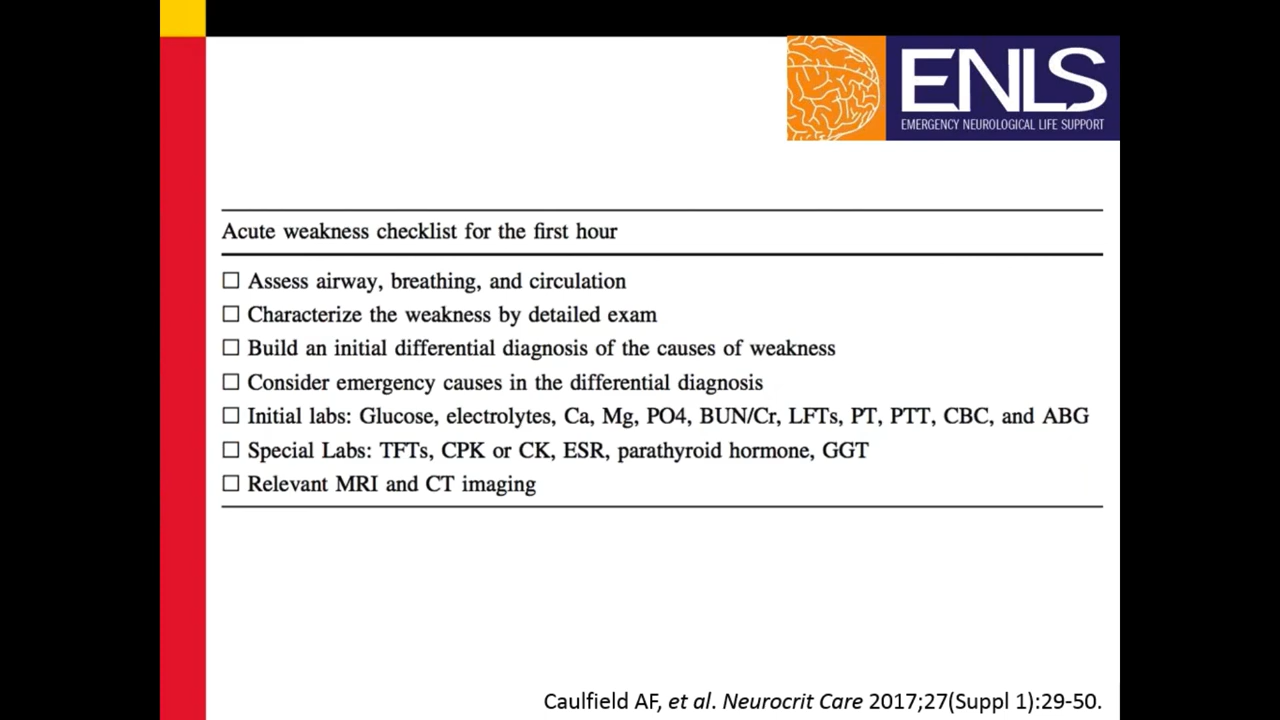 ENLS
EMERGENCY NEUROLOGICAL LIFE SUPPORT
Acute weakness checklist for the first hour
☐ Assess airway, breathing, and circulation
☐ Characterize the weakness by detailed exam
☐ Build an initial differential diagnosis of the causes of weakness
☐ Consider emergency causes in the differential diagnosis
☐ Initial labs: Glucose, electrolytes, Ca, Mg, PO4, BUN/Cr, LFTs, PT, PTT, CBC, and ABG
☐ Special Labs: TFTs, CPK or CK, ESR, parathyroid hormone, GGT
☐ Relevant MRI and CT imaging
Caulfield AF, et al. Neurocrit Care 2017;27(Suppl 1):29-50.